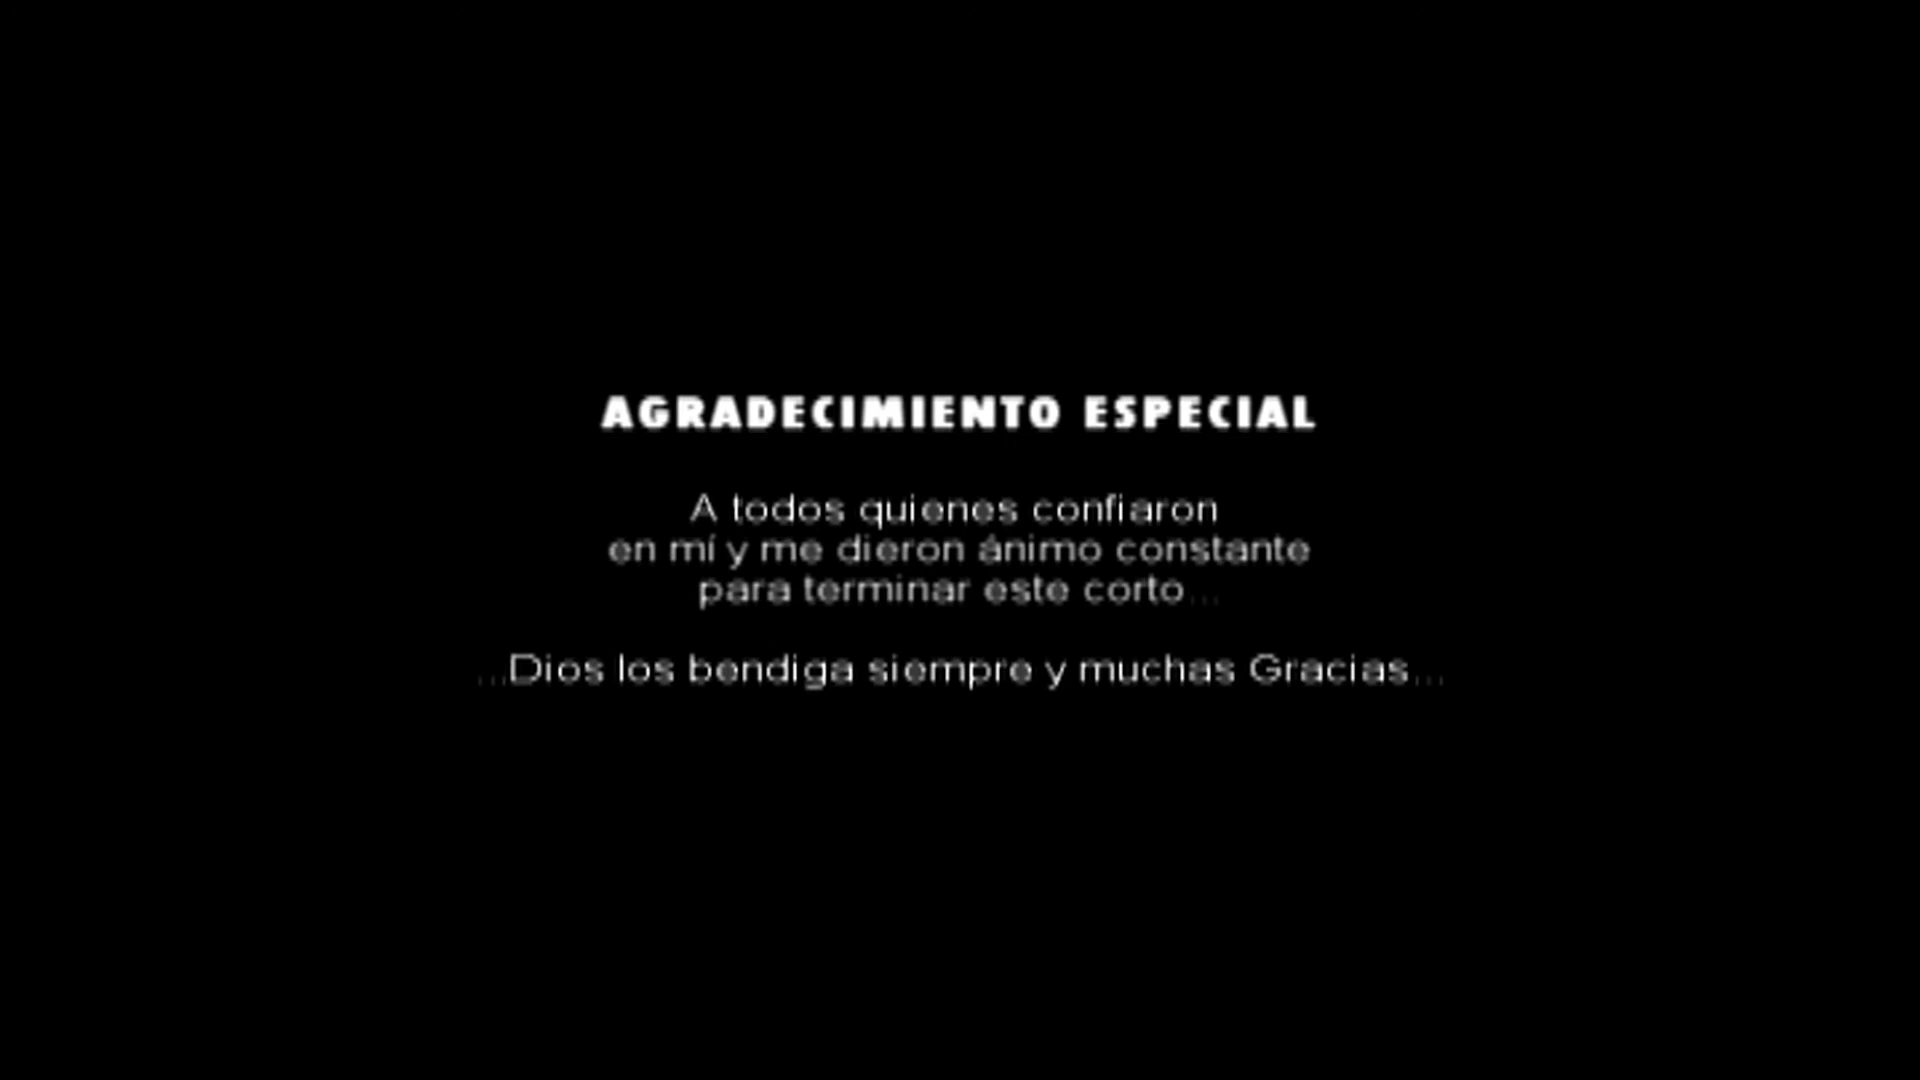 AGRADECIMIENTO ESPECIAL
A todos quienes confiaron
en mí y me dieron ánimo constante
para terminar este corto...
...Dios los bendiga siempre y muchas Gracias...